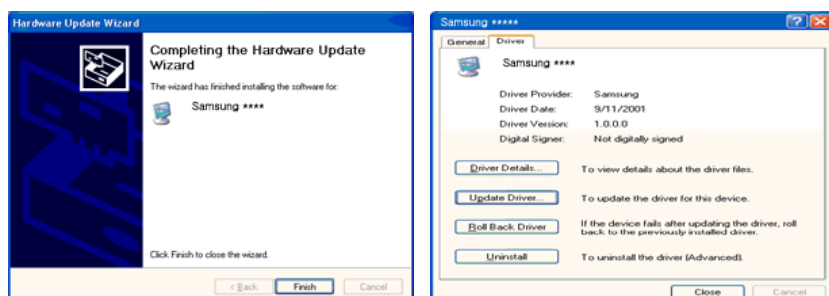 Hardware Update Wizard
Completing the Hardware Update
Wizard
The wizard has finished installing the software for:
Samsung ****
Click Finish to close the wizard.
< Back
Finish
Cancel
Samsung *****
General
Driver
Samsung ****
Driver Provider: Samsung
Driver Date: 9/11/2001
Driver Version: 1.0.0.0
Digital Signer: Not digitally signed
Driver Details... To view details about the driver files.
Update Driver... To update the driver for this device.
Roll Back Driver If the device fails after updating the driver, roll
back to the previously installed driver.
Uninstall To uninstall the driver (Advanced).
Close
Cancel